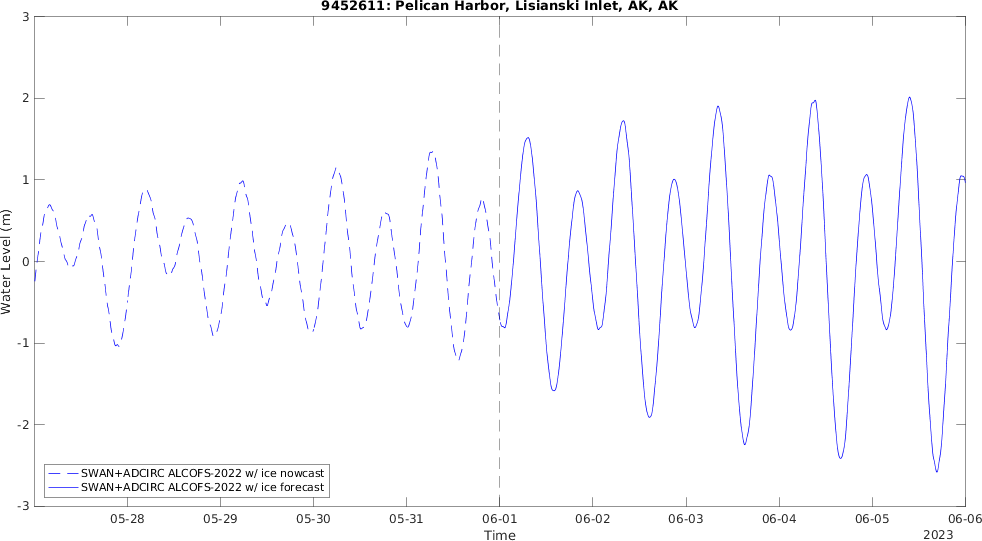 9452611: Pelican Harbor, Lisianski Inlet, AK, AK
3
2
1
0
-1
-2
-3
Water Level (m)
SWAN+ADCIRC ALCOFS-2022 w/ ice nowcast
SWAN+ADCIRC ALCOFS-2022 w/ ice forecast
05-28 05-29 05-30 05-31 06-01 06-02 06-03 06-04 06-05 06-06
Time
2023